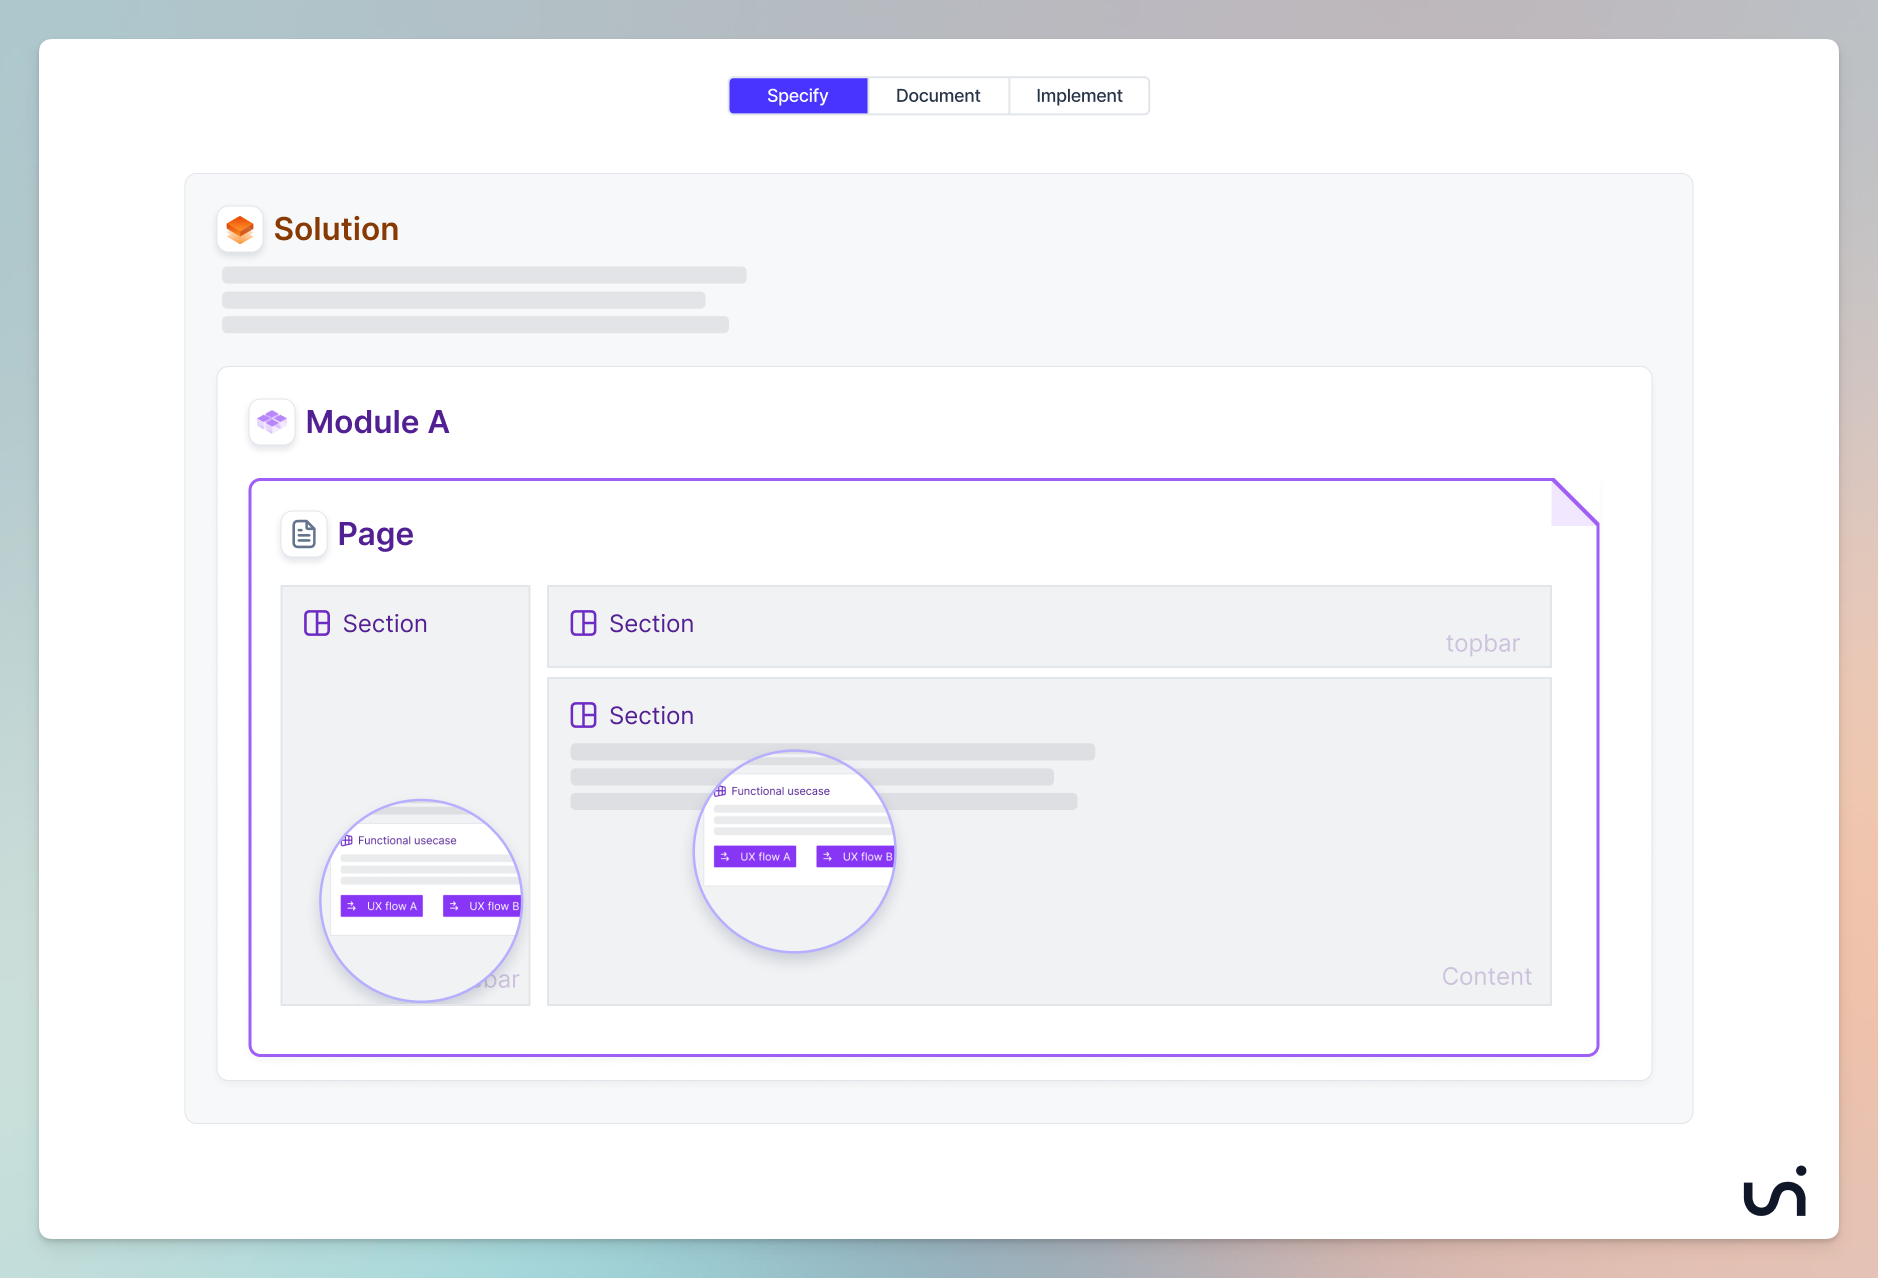 Specify
Document
Implement
Solution
Module A
Page
Section
Section
topbar
Section
Functional usecase
UX flow A
UX flow B
Functional usecase
UX flow A
UX flow B
bar
Content